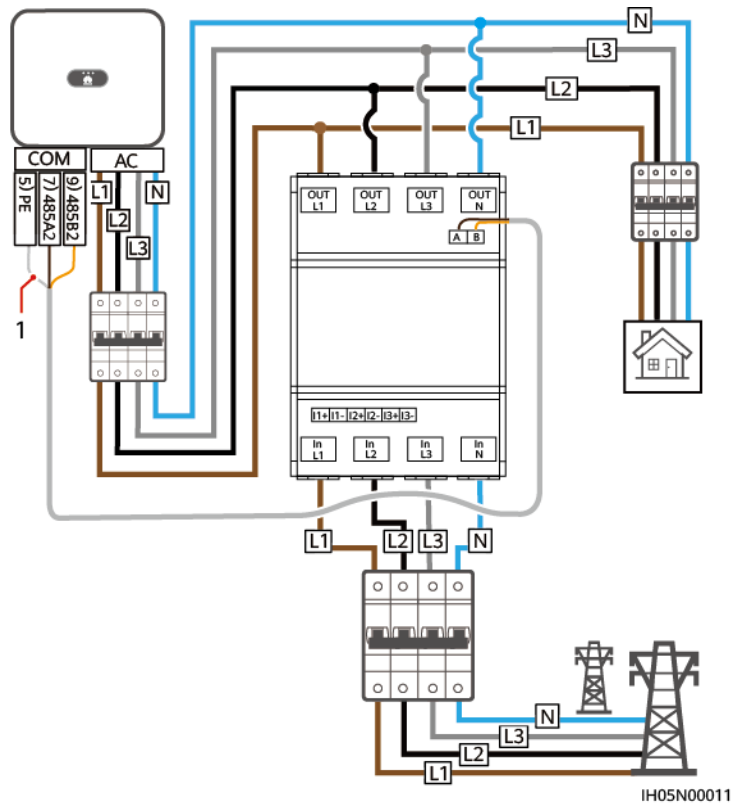 N
L3
L2
L1
COM
AC
5) PE
7) 485A2
9) 485B2
L1
L2
L3
N
1
OUT
L1
OUT
L2
OUT
L3
OUT
N
A B
I1+ I1- I2+ I2- I3+ I3-
In
L1
In
L2
In
L3
In
N
L1
L2
L3
N
N
L3
L2
L1
IH05N00011